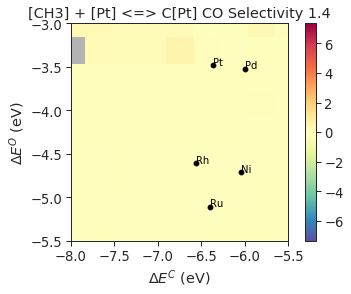 [CH3] + [Pt] <=> C[Pt] CO Selectivity 1.4
−3.0
−3.5
−4.0
−4.5
−5.0
−5.5
ΔE^O (eV)
Pt
Pd
Rh
Ni
Ru
−8.0 −7.5 −7.0 −6.5 −6.0 −5.5
ΔE^C (eV)
6
4
2
0
−2
−4
−6